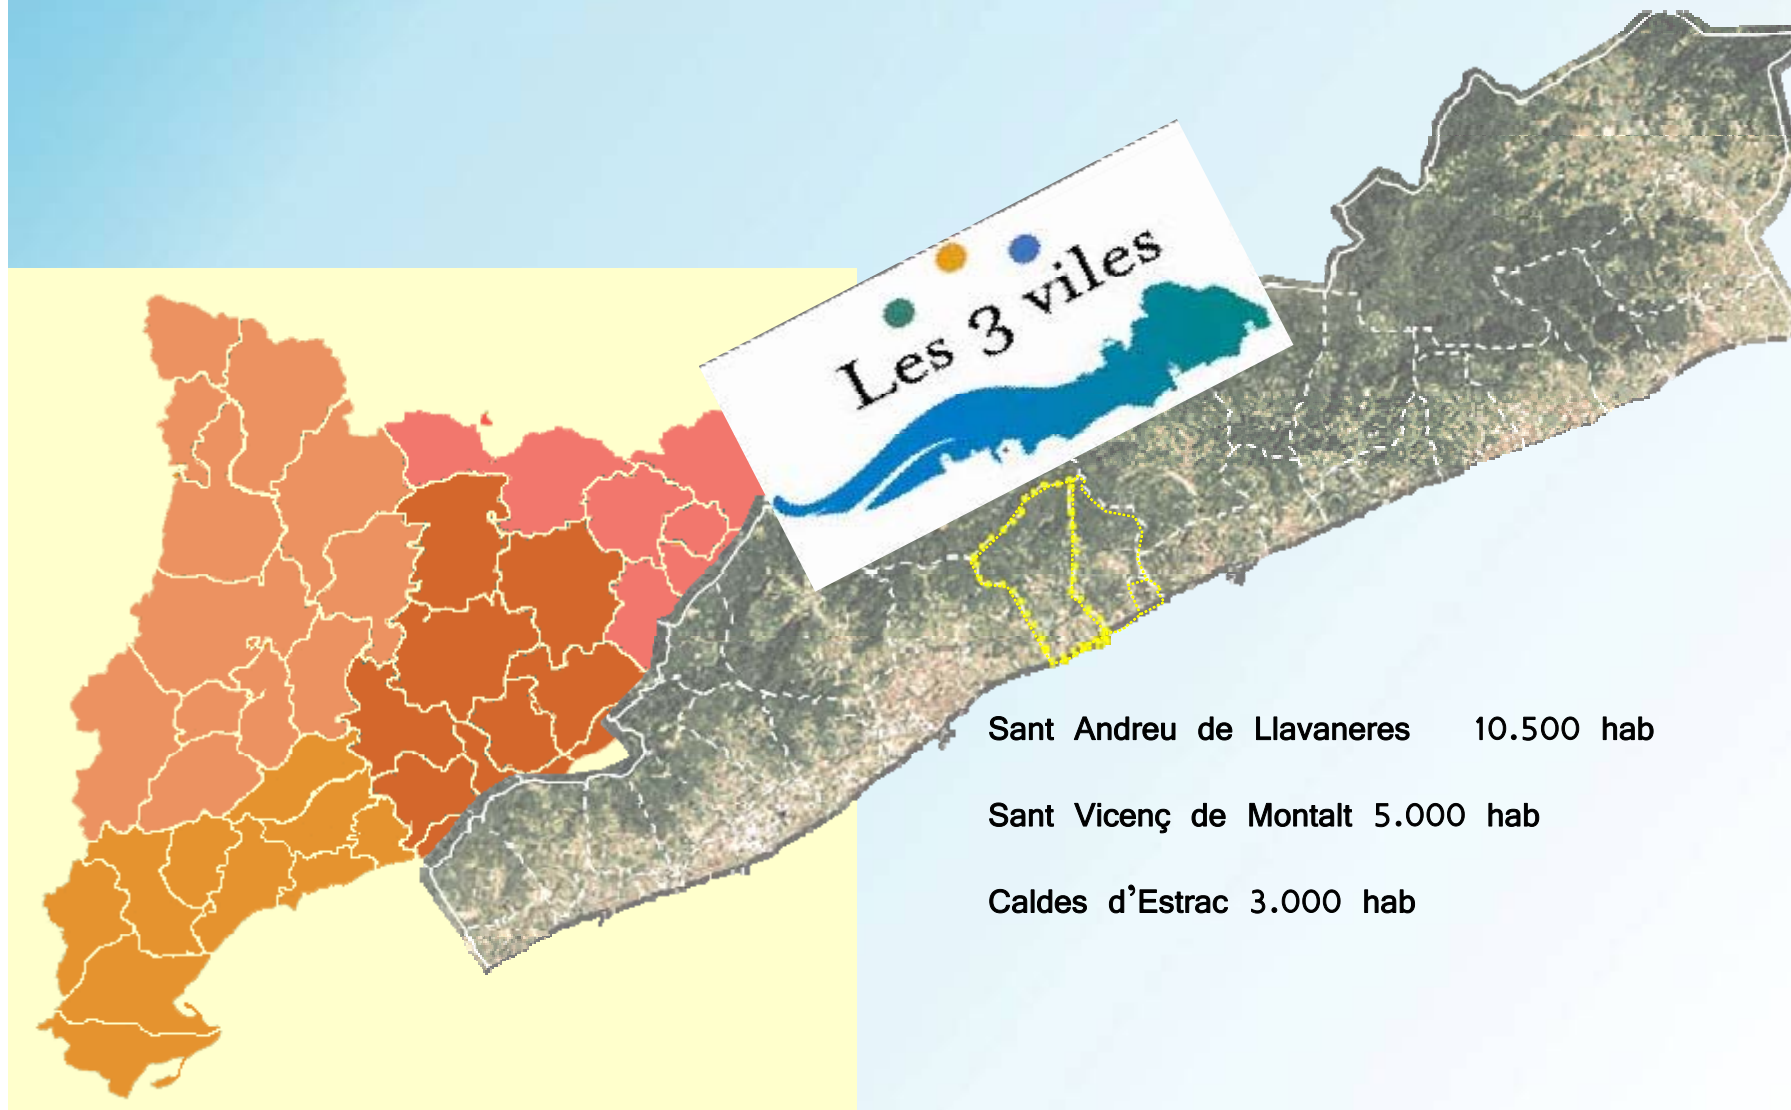 Les 3 viles
Sant Andreu de Llavaneres 10.500 hab
Sant Vicenç de Montalt 5.000 hab
Caldes d’Estrac 3.000 hab